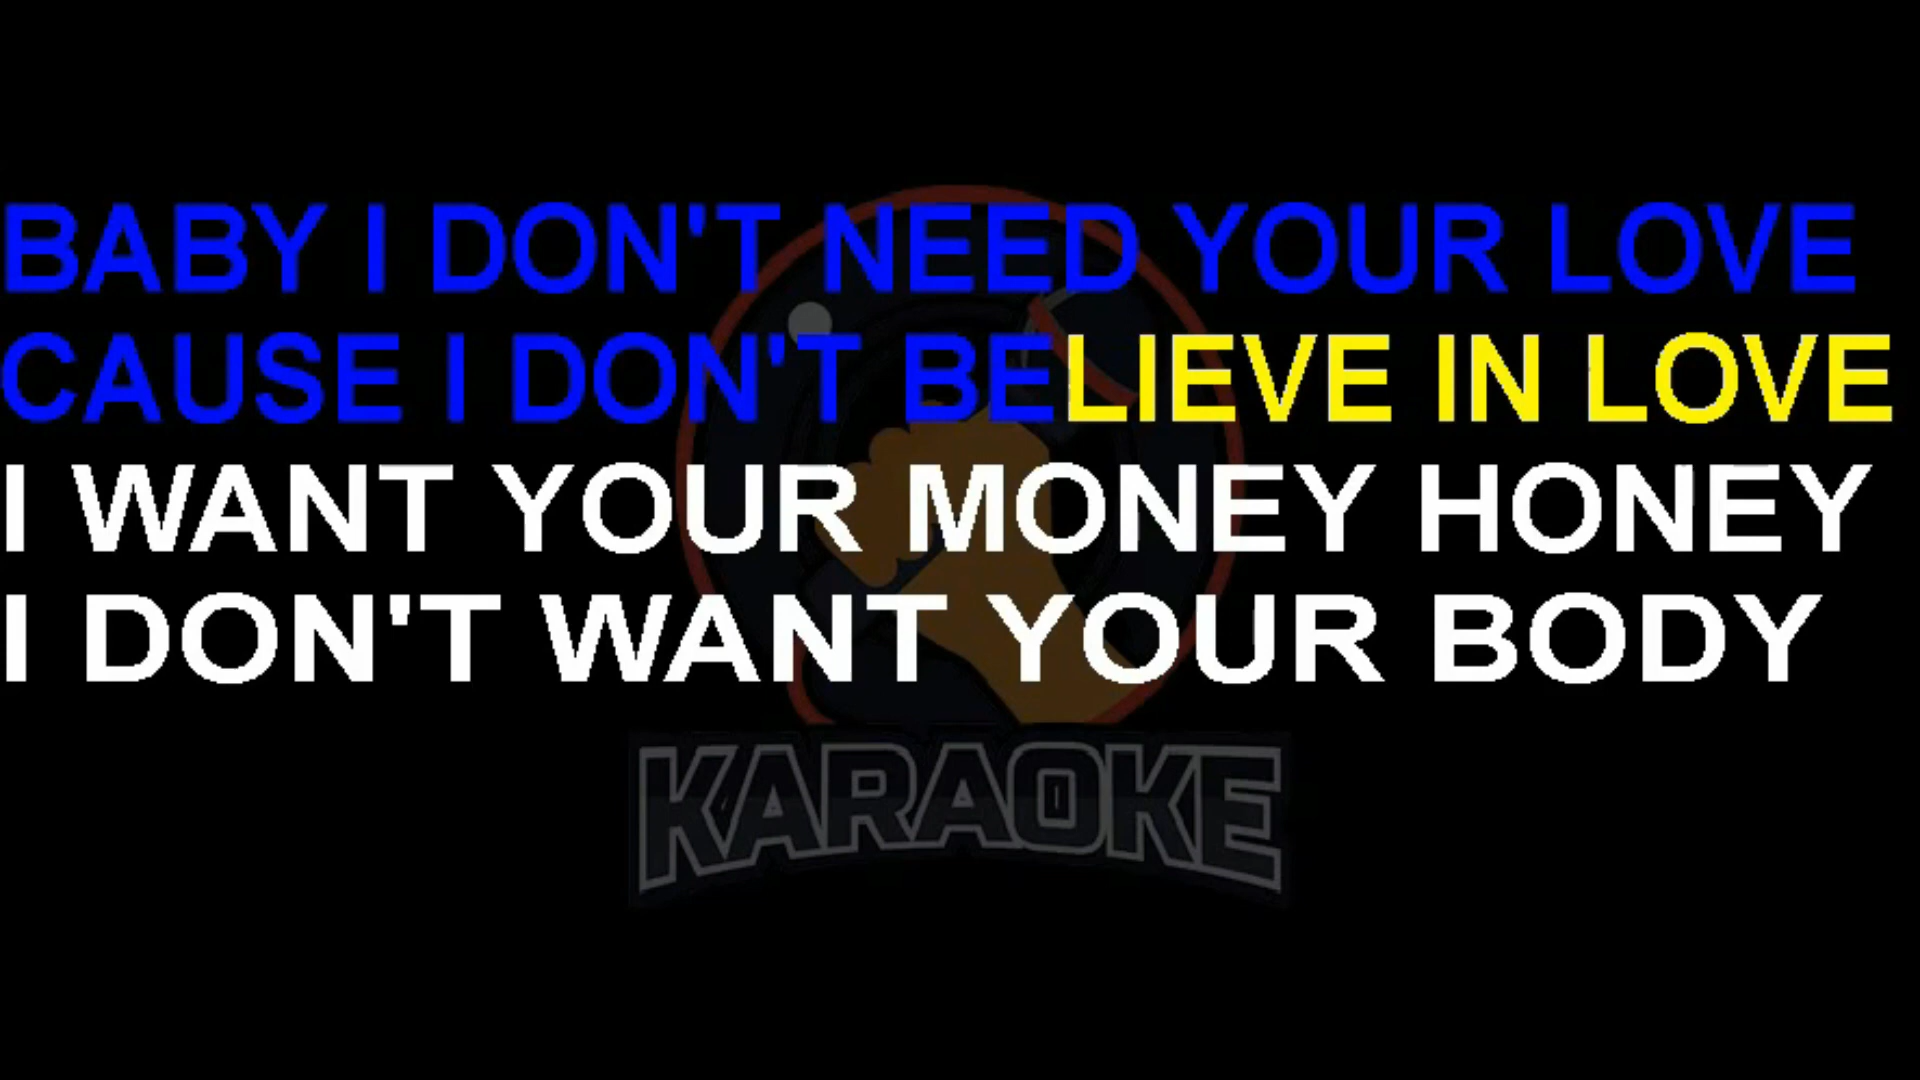 BABY I DON'T NEED YOUR LOVE
CAUSE I DON'T BELIEVE IN LOVE
I WANT YOUR MONEY HONEY
I DON'T WANT YOUR BODY
KARAOKE